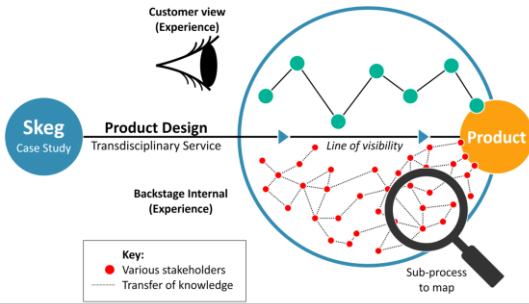 Customer view
(Experience)
Skeg
Case Study
Product Design
Transdisciplinary Service
Line of visibility
Product
Backstage Internal
(Experience)
Key:
Various stakeholders
Transfer of knowledge
Sub-process
to map